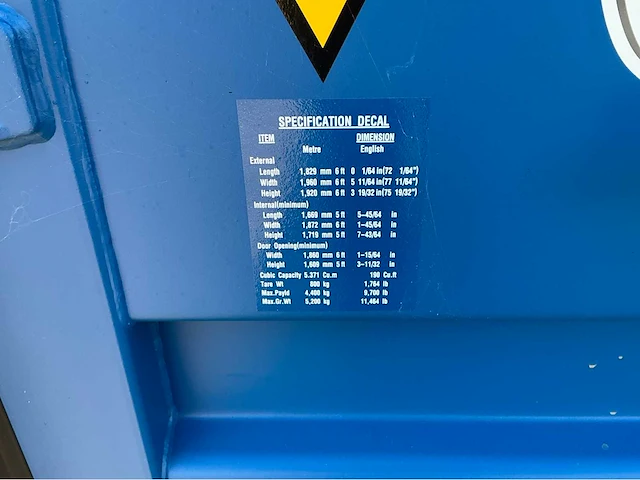 SPECIFICATION DECAL
ITEM DIMENSION
Metre English
External
Length 1,829 mm 6 ft 0 1/64 in(72 1/64")
Width 1,960 mm 6 ft 5 11/64 in(77 11/64")
Height 1,920 mm 6 ft 3 19/32 in(75 19/32")
Internal(minimum)
Length 1,669 mm 5 ft 5-45/64 in
Width 1,872 mm 6 ft 1-45/64 in
Height 1,719 mm 5 ft 7-43/64 in
Door Opening(minimum)
Width 1,860 mm 6 ft 1-15/64 in
Height 1,609 mm 5 ft 3-11/32 in
Cubic Capacity 5.371 Cu.m 190 Cu.ft
Tare Wt 800 kg 1,764 lb
Max.Payld 4,400 kg 9,700 lb
Max.Gr.Wt 5,200 kg 11,464 lb